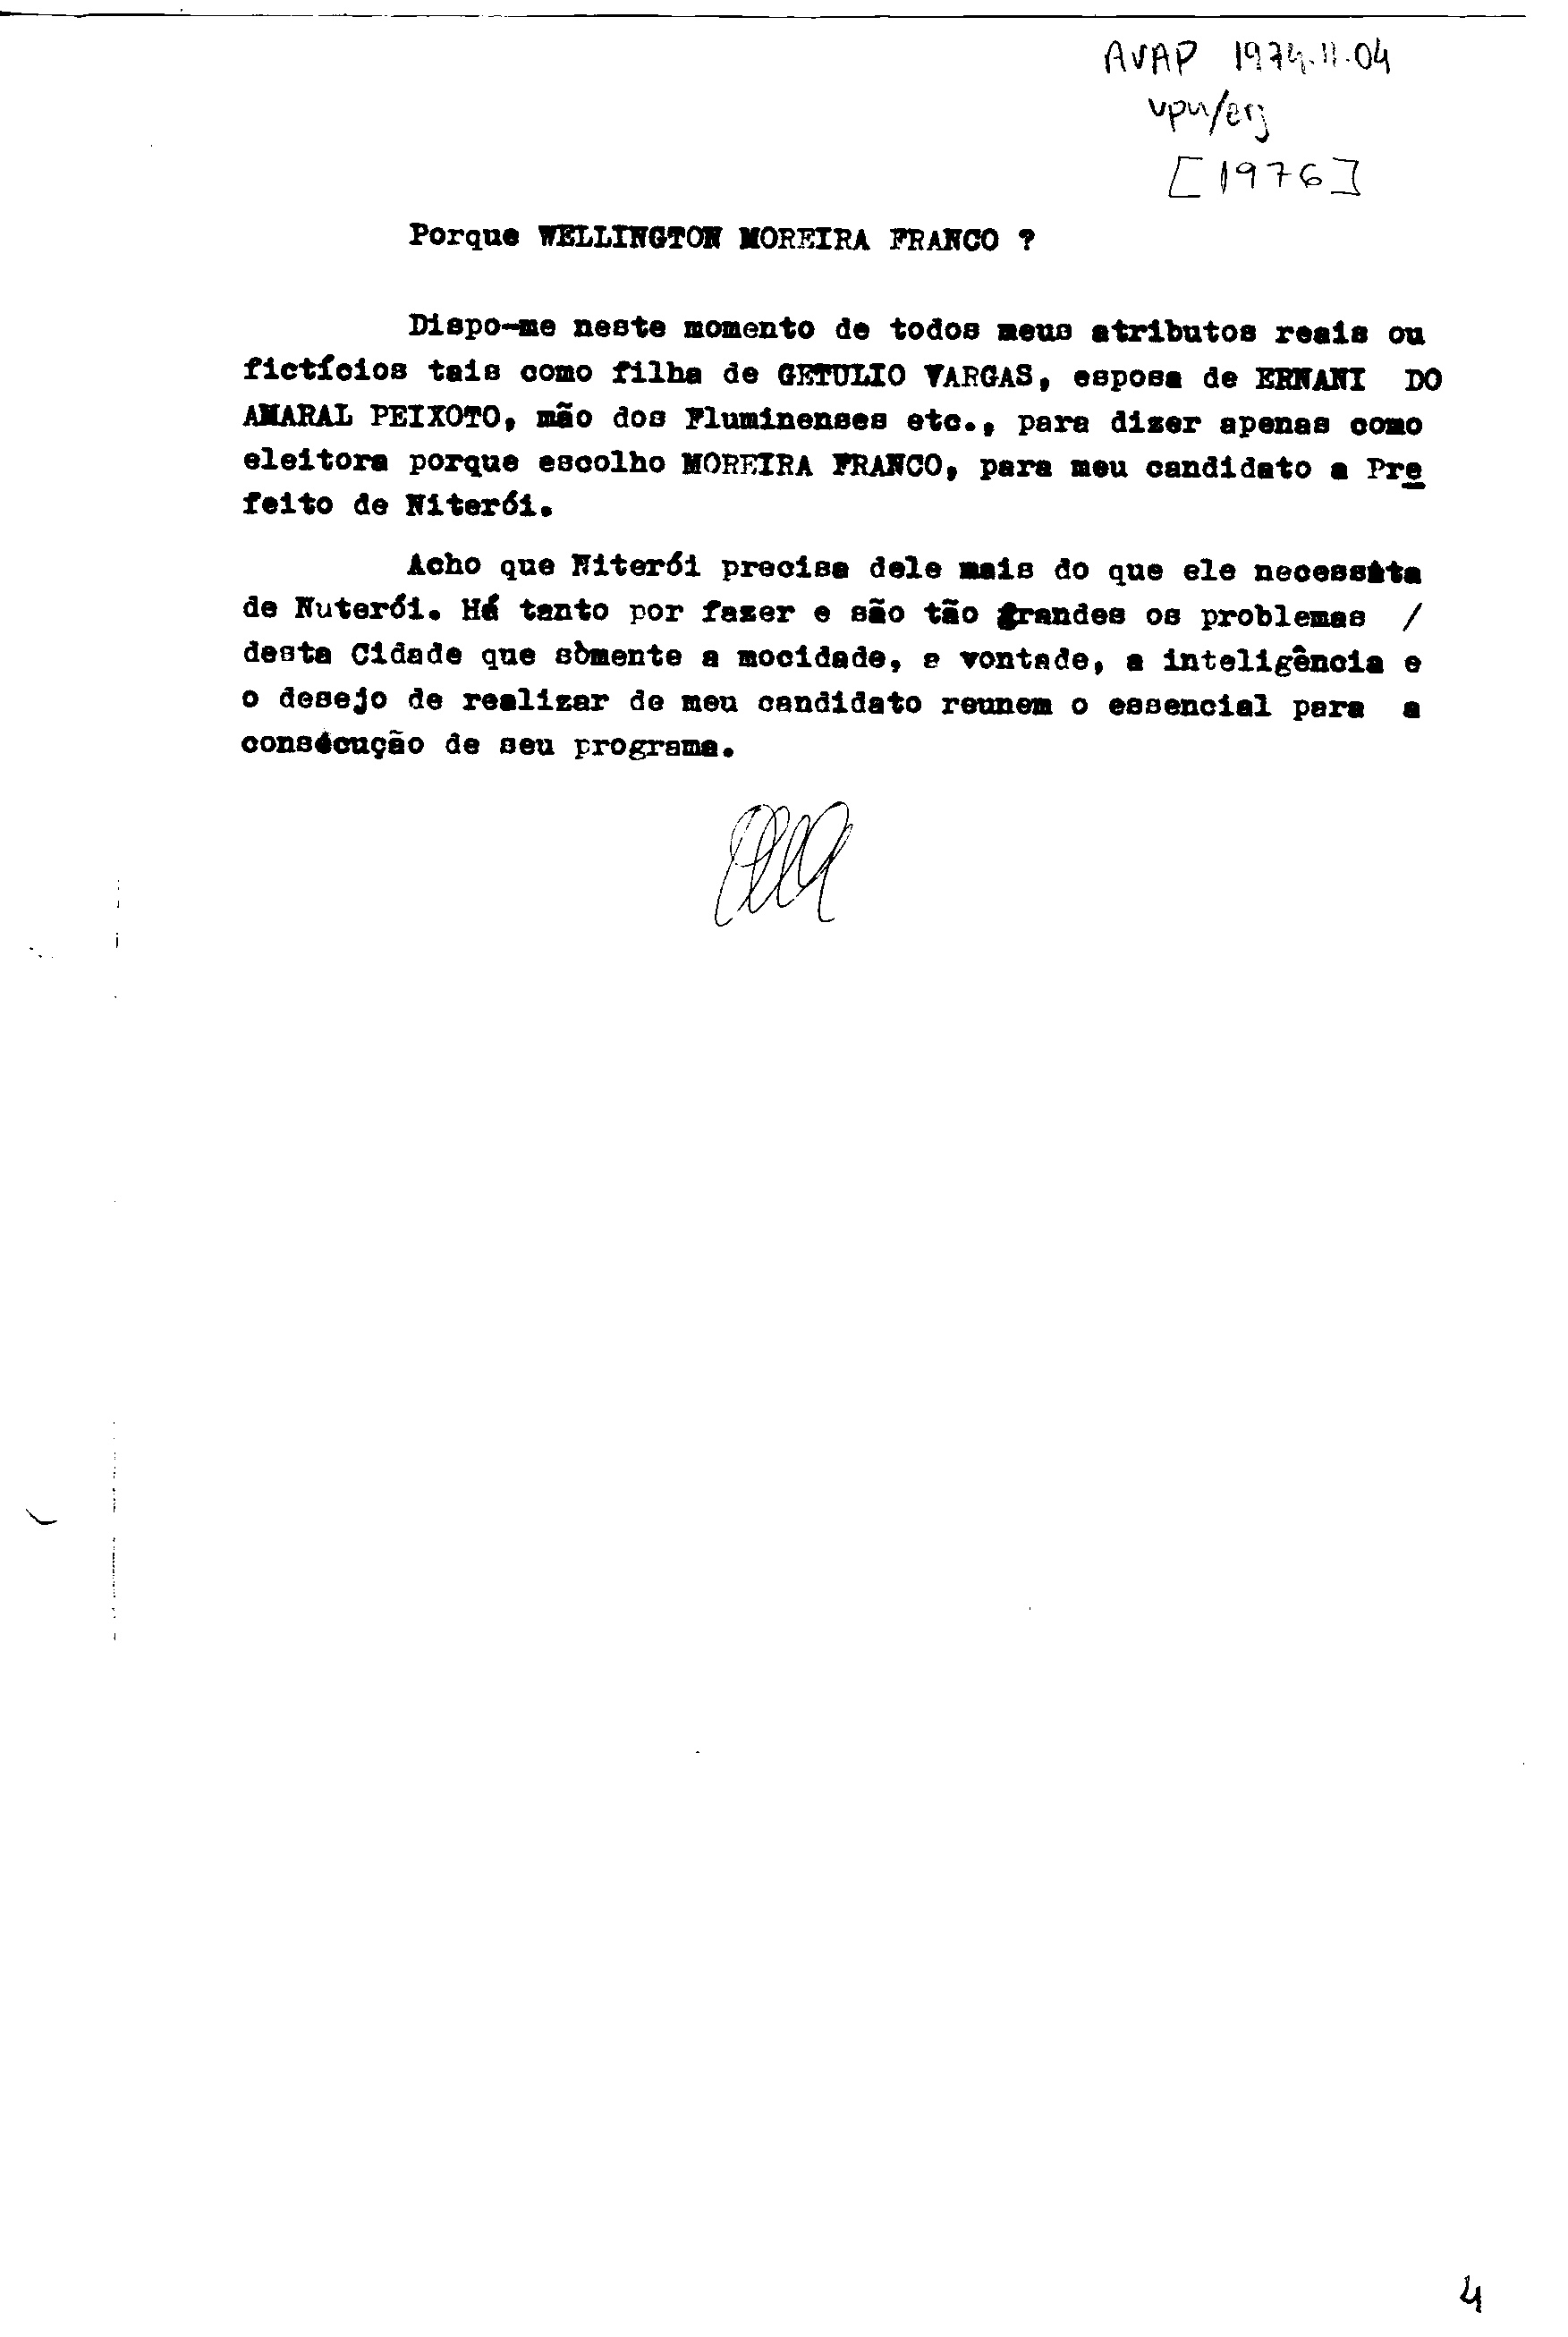 AVAP 1974.11.04
vpu/erj
[1976]
Porque WELLINGTON MOREIRA FRANCO ?
Dispo-me neste momento de todos meus atributos reais ou
fictícios tais como filha de GETULIO VARGAS, esposa de ERNANI DO
AMARAL PEIXOTO, mão dos Fluminenses etc., para dizer apenas como
eleitora porque escolho MOREIRA FRANCO, para meu candidato a Pre
feito de Niterói.
Acho que Niterói precisa dele mais do que ele necessita
de Nuterói. Há tanto por fazer e são tão grandes os problemas /
desta Cidade que sòmente a mocidade, a vontade, a inteligência e
o desejo de realizar de meu candidato reunem o essencial para a
consecução de seu programa.
4